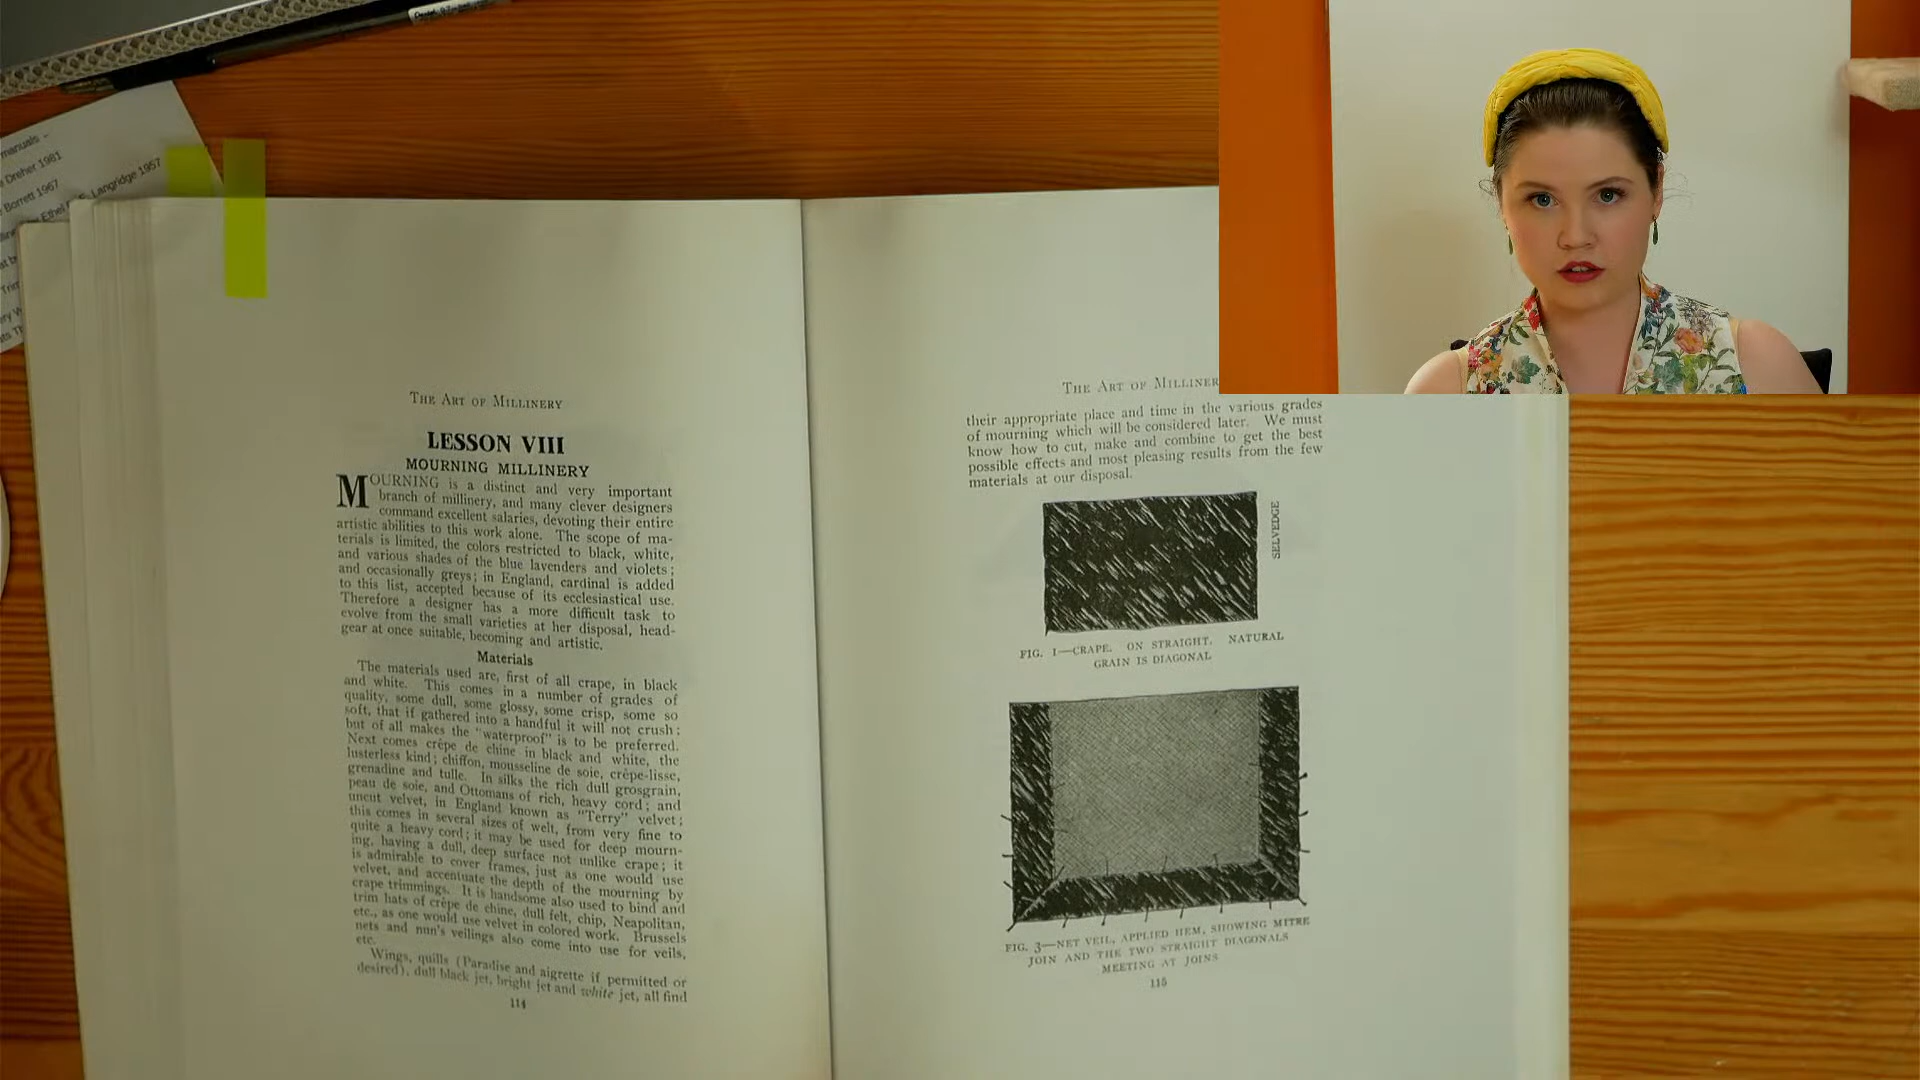 manuals
Dreher 1981
Borrett 1967
Ethel
Langridge 1957
THE ART OF MILLINERY
LESSON VIII
MOURNING MILLINERY
MOURNING is a distinct and very important
branch of millinery, and many clever designers
command excellent salaries, devoting their entire
artistic abilities to this work alone. The scope of ma-
terials is limited, the colors restricted to black, white,
and various shades of the blue lavenders and violets;
and occasionally greys; in England, cardinal is added
to this list, accepted because of its ecclesiastical use.
Therefore a designer has a more difficult task to
evolve from the small varieties at her disposal, head-
gear at once suitable, becoming and artistic.
Materials
The materials used are, first of all crape, in black
and white. This comes in a number of grades of
quality, some dull, some glossy, some crisp, some so
soft, that if gathered into a handful it will not crush;
but of all makes the "waterproof" is to be preferred.
Next comes crêpe de chine in black and white, the
lusterless kind; chiffon, mousseline de soie, crêpe-lisse,
grenadine and tulle. In silks the rich dull grosgrain,
peau de soie, and Ottomans of rich, heavy cord; and
uncut velvet, in England known as "Terry" velvet;
this comes in several sizes of welt, from very fine to
quite a heavy cord; it may be used for deep mourn-
ing, having a dull, deep surface not unlike crape; it
is admirable to cover frames, just as one would use
velvet, and accentuate the depth of the mourning by
crape trimmings. It is handsome also used to bind and
trim hats of crêpe de chine, dull felt, chip, Neapolitan,
etc., as one would use velvet in colored work. Brussels
nets and nun's veilings also come into use for veils,
etc.
Wings, quills (Paradise and aigrette if permitted or
desired), dull black jet, bright jet and white jet, all find
114
THE ART OF MILLINER
their appropriate place and time in the various grades
of mourning which will be considered later. We must
know how to cut, make and combine to get the best
possible effects and most pleasing results from the few
materials at our disposal.
SELVEDGE
FIG. 1—CRAPE. ON STRAIGHT. NATURAL
GRAIN IS DIAGONAL
FIG. 3—NET VEIL, APPLIED HEM, SHOWING MITRE
JOIN AND THE TWO STRAIGHT DIAGONALS
MEETING AT JOINS
115